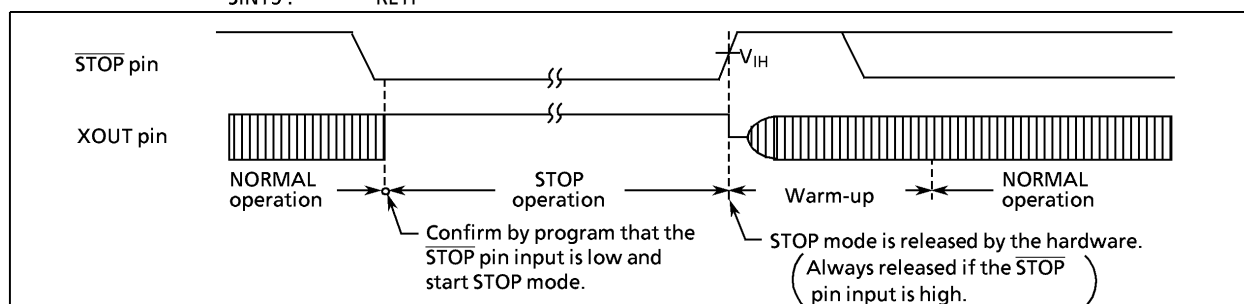 STOP pin
VIH
XOUT pin
NORMAL operation
STOP operation
Warm-up
NORMAL operation
Confirm by program that the
STOP pin input is low and
start STOP mode.
STOP mode is released by the hardware.
(Always released if the STOP
pin input is high.)